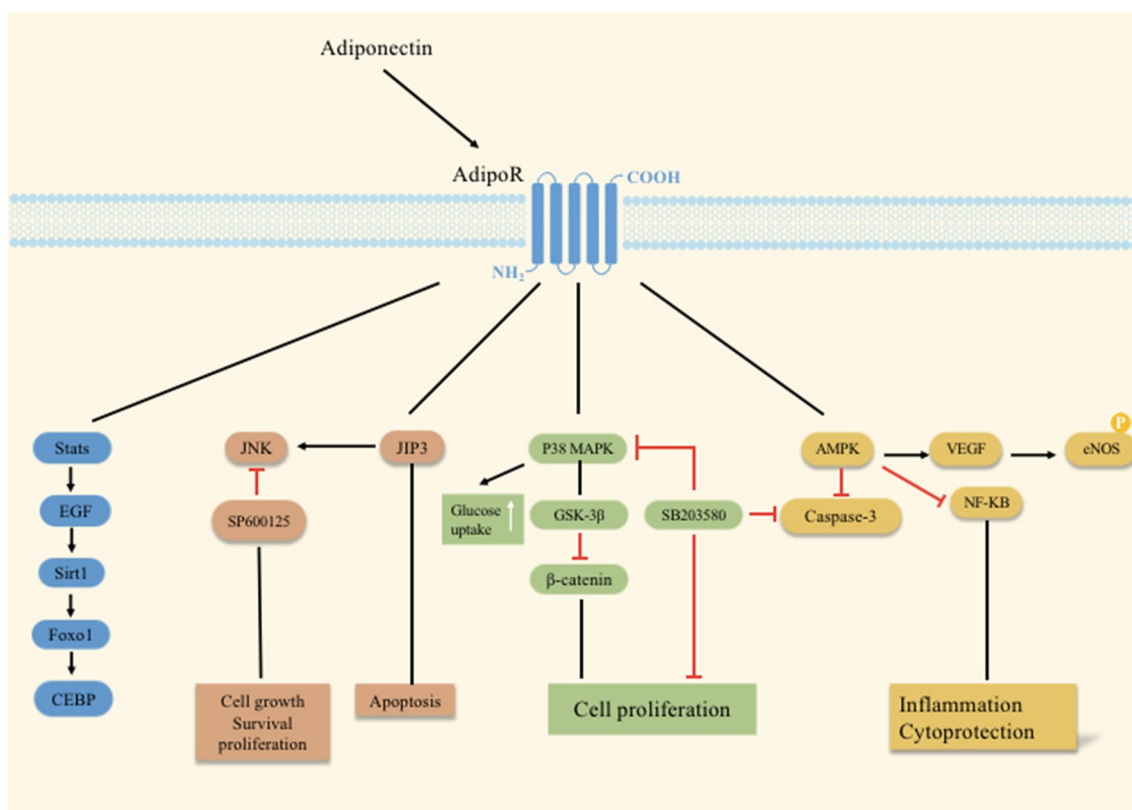 Adiponectin
AdipoR
COOH
NH₂
Stats
EGF
Sirt1
Foxo1
CEBP
JNK
JIP3
SP600125
Cell growth
Survival
proliferation
Apoptosis
P38 MAPK
Glucose
uptake
GSK-3β
SB203580
β-catenin
Cell proliferation
AMPK
VEGF
P
eNOS
NF-KB
Caspase-3
Inflammation
Cytoprotection